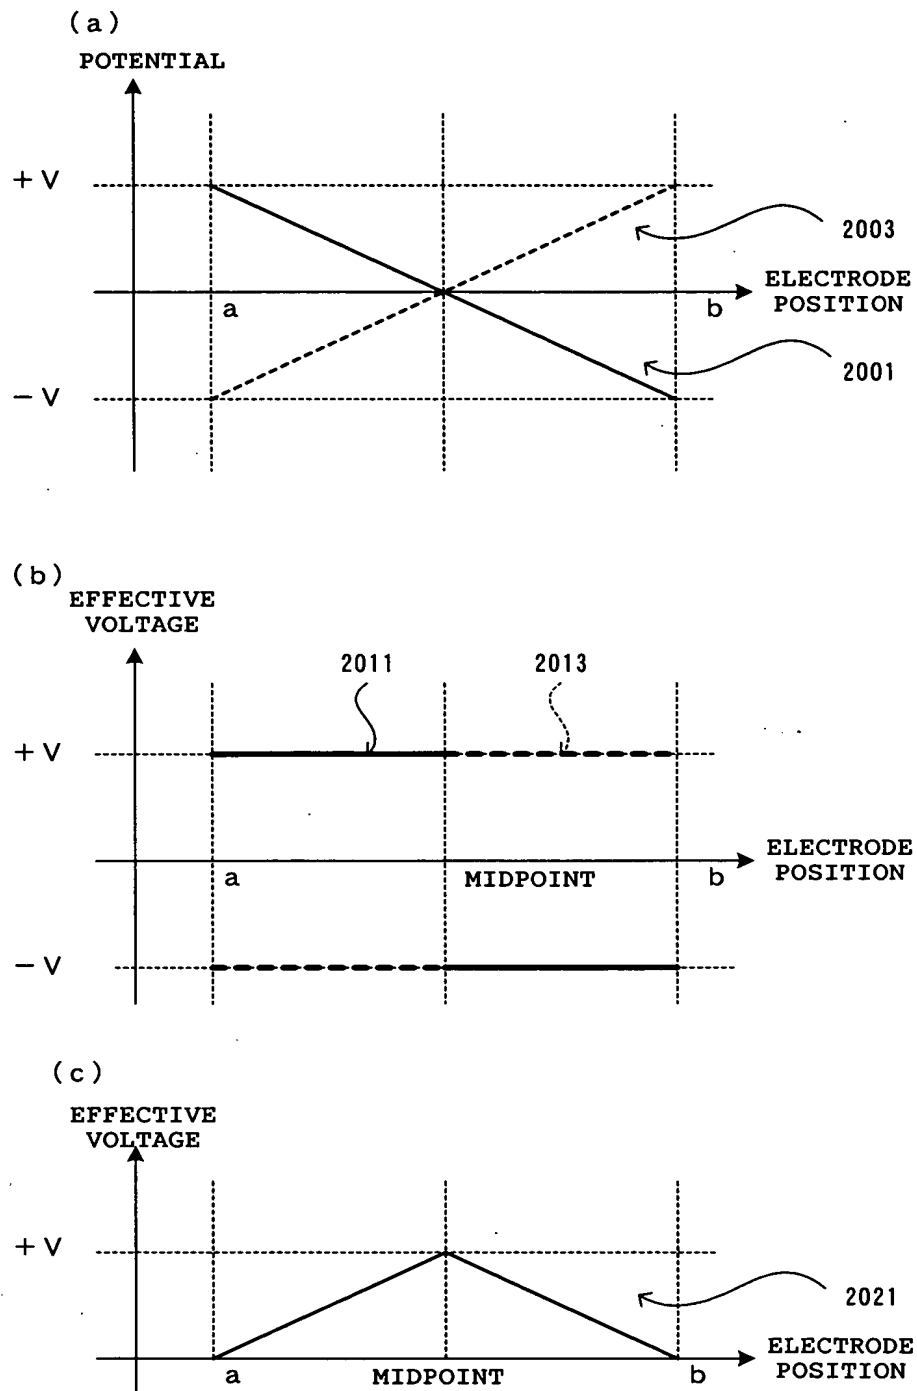 (a)
POTENTIAL
+V
2003
ELECTRODE
POSITION
a
b
2001
-V
(b)
EFFECTIVE
VOLTAGE
2011
2013
+V
ELECTRODE
POSITION
a
MIDPOINT
b
-V
(c)
EFFECTIVE
VOLTAGE
+V
2021
ELECTRODE
POSITION
a
MIDPOINT
b